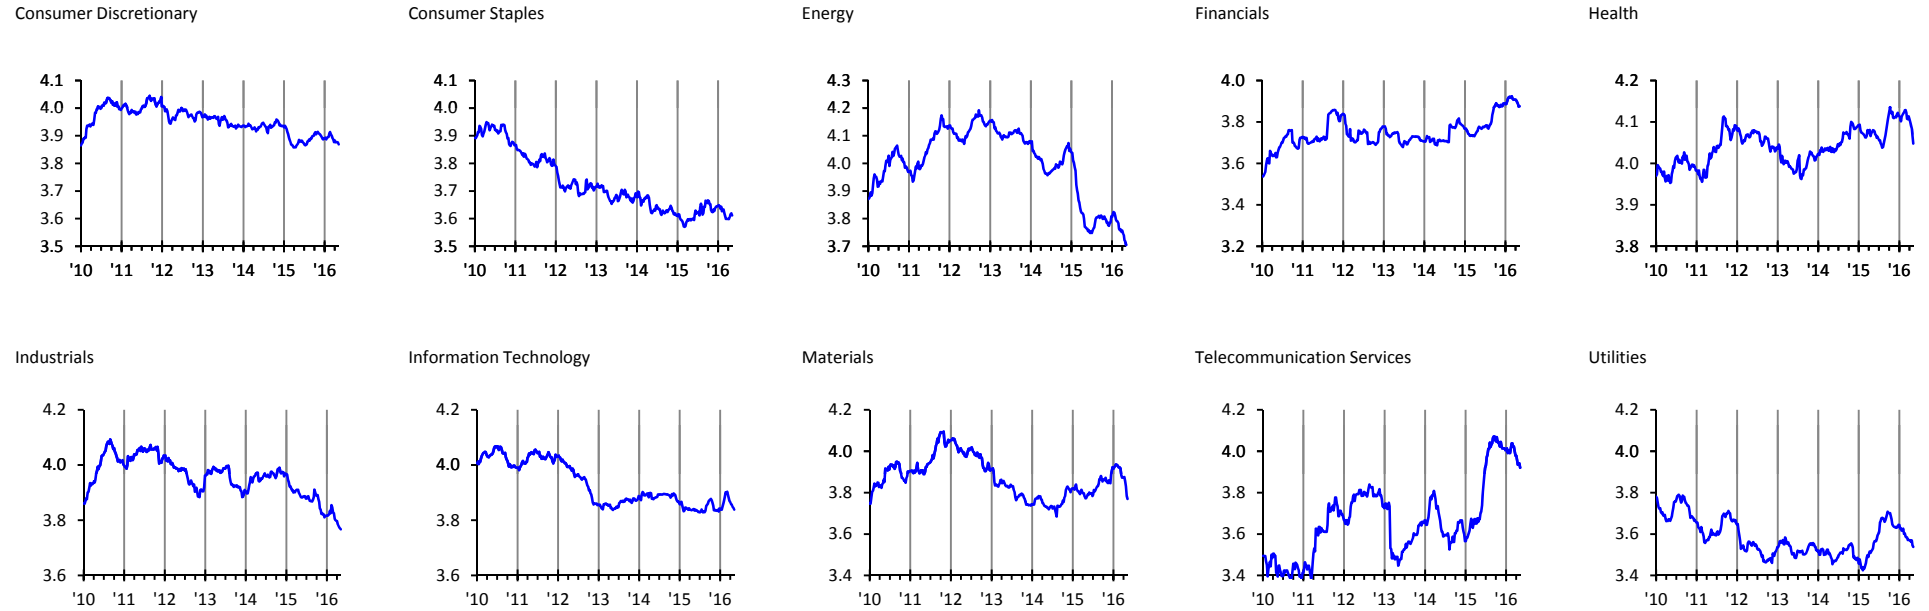 Consumer Discretionary
4.1
4.0
3.9
3.8
3.7
3.6
3.5
'10 '11 '12 '13 '14 '15 '16
Consumer Staples
4.1
4.0
3.9
3.8
3.7
3.6
3.5
'10 '11 '12 '13 '14 '15 '16
Energy
4.3
4.2
4.1
4.0
3.9
3.8
3.7
'10 '11 '12 '13 '14 '15 '16
Financials
4.0
3.8
3.6
3.4
3.2
'10 '11 '12 '13 '14 '15 '16
Health
4.2
4.1
4.0
3.9
3.8
'10 '11 '12 '13 '14 '15 '16
Industrials
4.2
4.0
3.8
3.6
'10 '11 '12 '13 '14 '15 '16
Information Technology
4.2
4.0
3.8
3.6
'10 '11 '12 '13 '14 '15 '16
Materials
4.2
4.0
3.8
3.6
3.4
'10 '11 '12 '13 '14 '15 '16
Telecommunication Services
4.2
4.0
3.8
3.6
3.4
'10 '11 '12 '13 '14 '15 '16
Utilities
4.2
4.0
3.8
3.6
3.4
'10 '11 '12 '13 '14 '15 '16